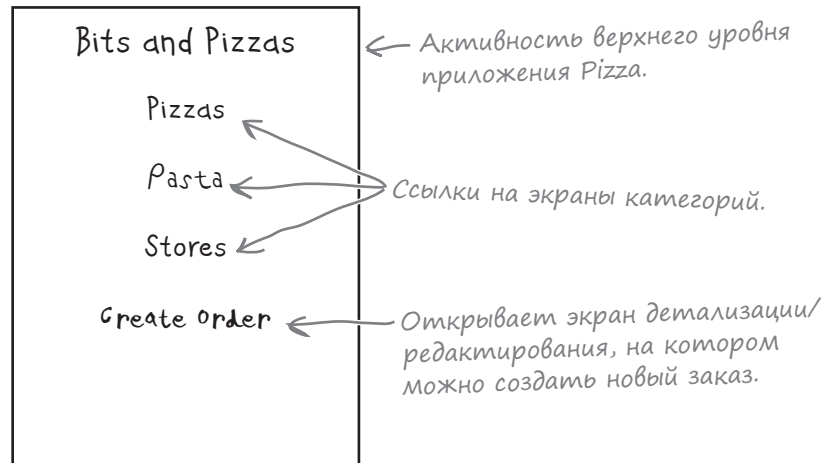 Bits and Pizzas
Активность верхнего уровня
приложения Pizza.
Pizzas
Pasta
Ссылки на экраны категорий.
Stores
Create Order
Открывает экран детализации/
редактирования, на котором
можно создать новый заказ.